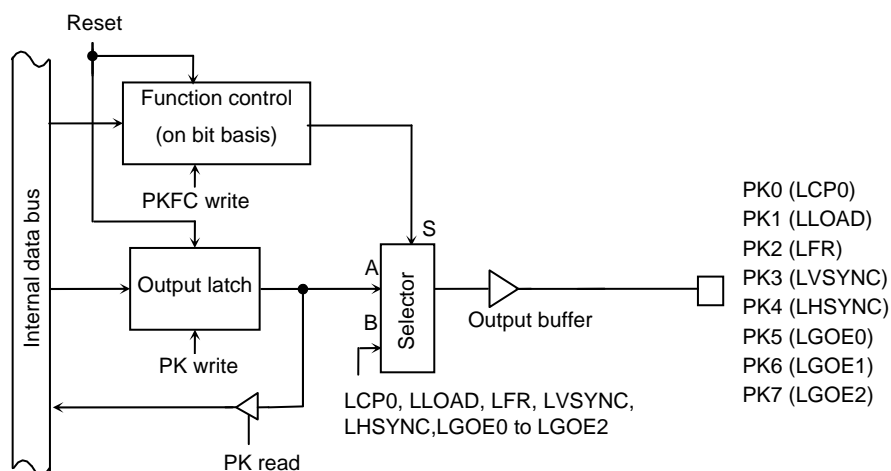 Reset
Internal data bus
Function control
(on bit basis)
PKFC write
S
Output latch
A
B
Selector
Output buffer
PK write
LCP0, LLOAD, LFR, LVSYNC,
LHSYNC,LGOE0 to LGOE2
PK read
PK0 (LCP0)
PK1 (LLOAD)
PK2 (LFR)
PK3 (LVSYNC)
PK4 (LHSYNC)
PK5 (LGOE0)
PK6 (LGOE1)
PK7 (LGOE2)